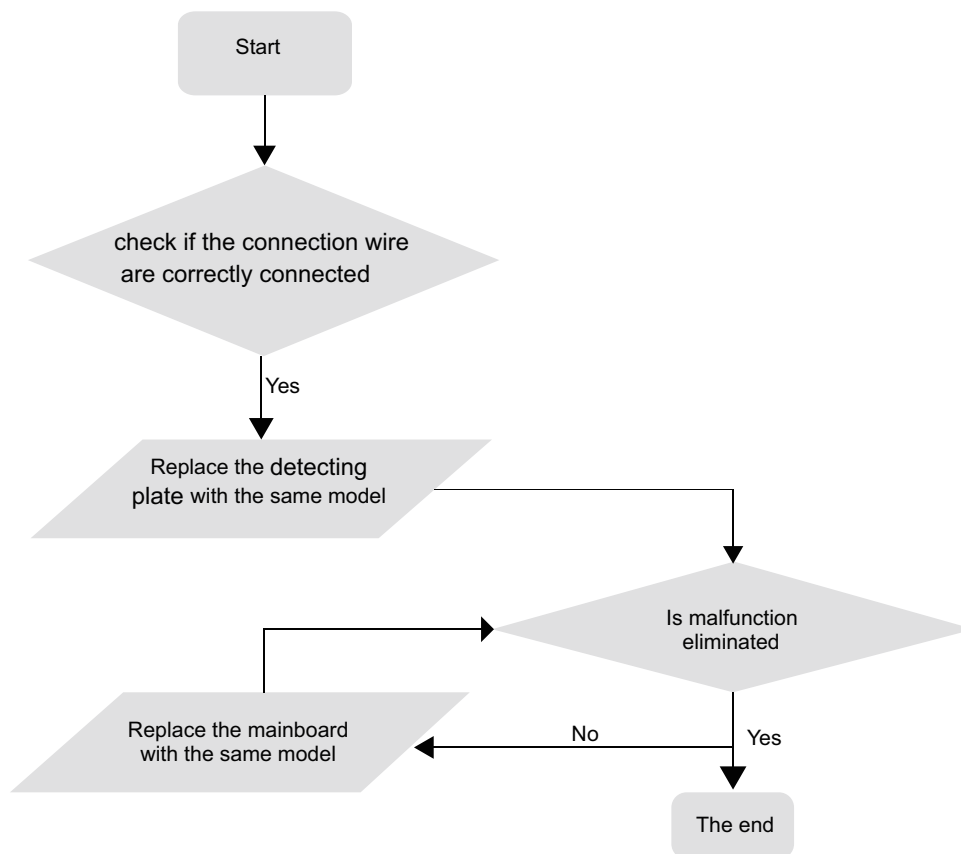 Start
check if the connection wire
are correctly connected
Yes
Replace the detecting
plate with the same model
Is malfunction
eliminated
Replace the mainboard
with the same model
No
Yes
The end